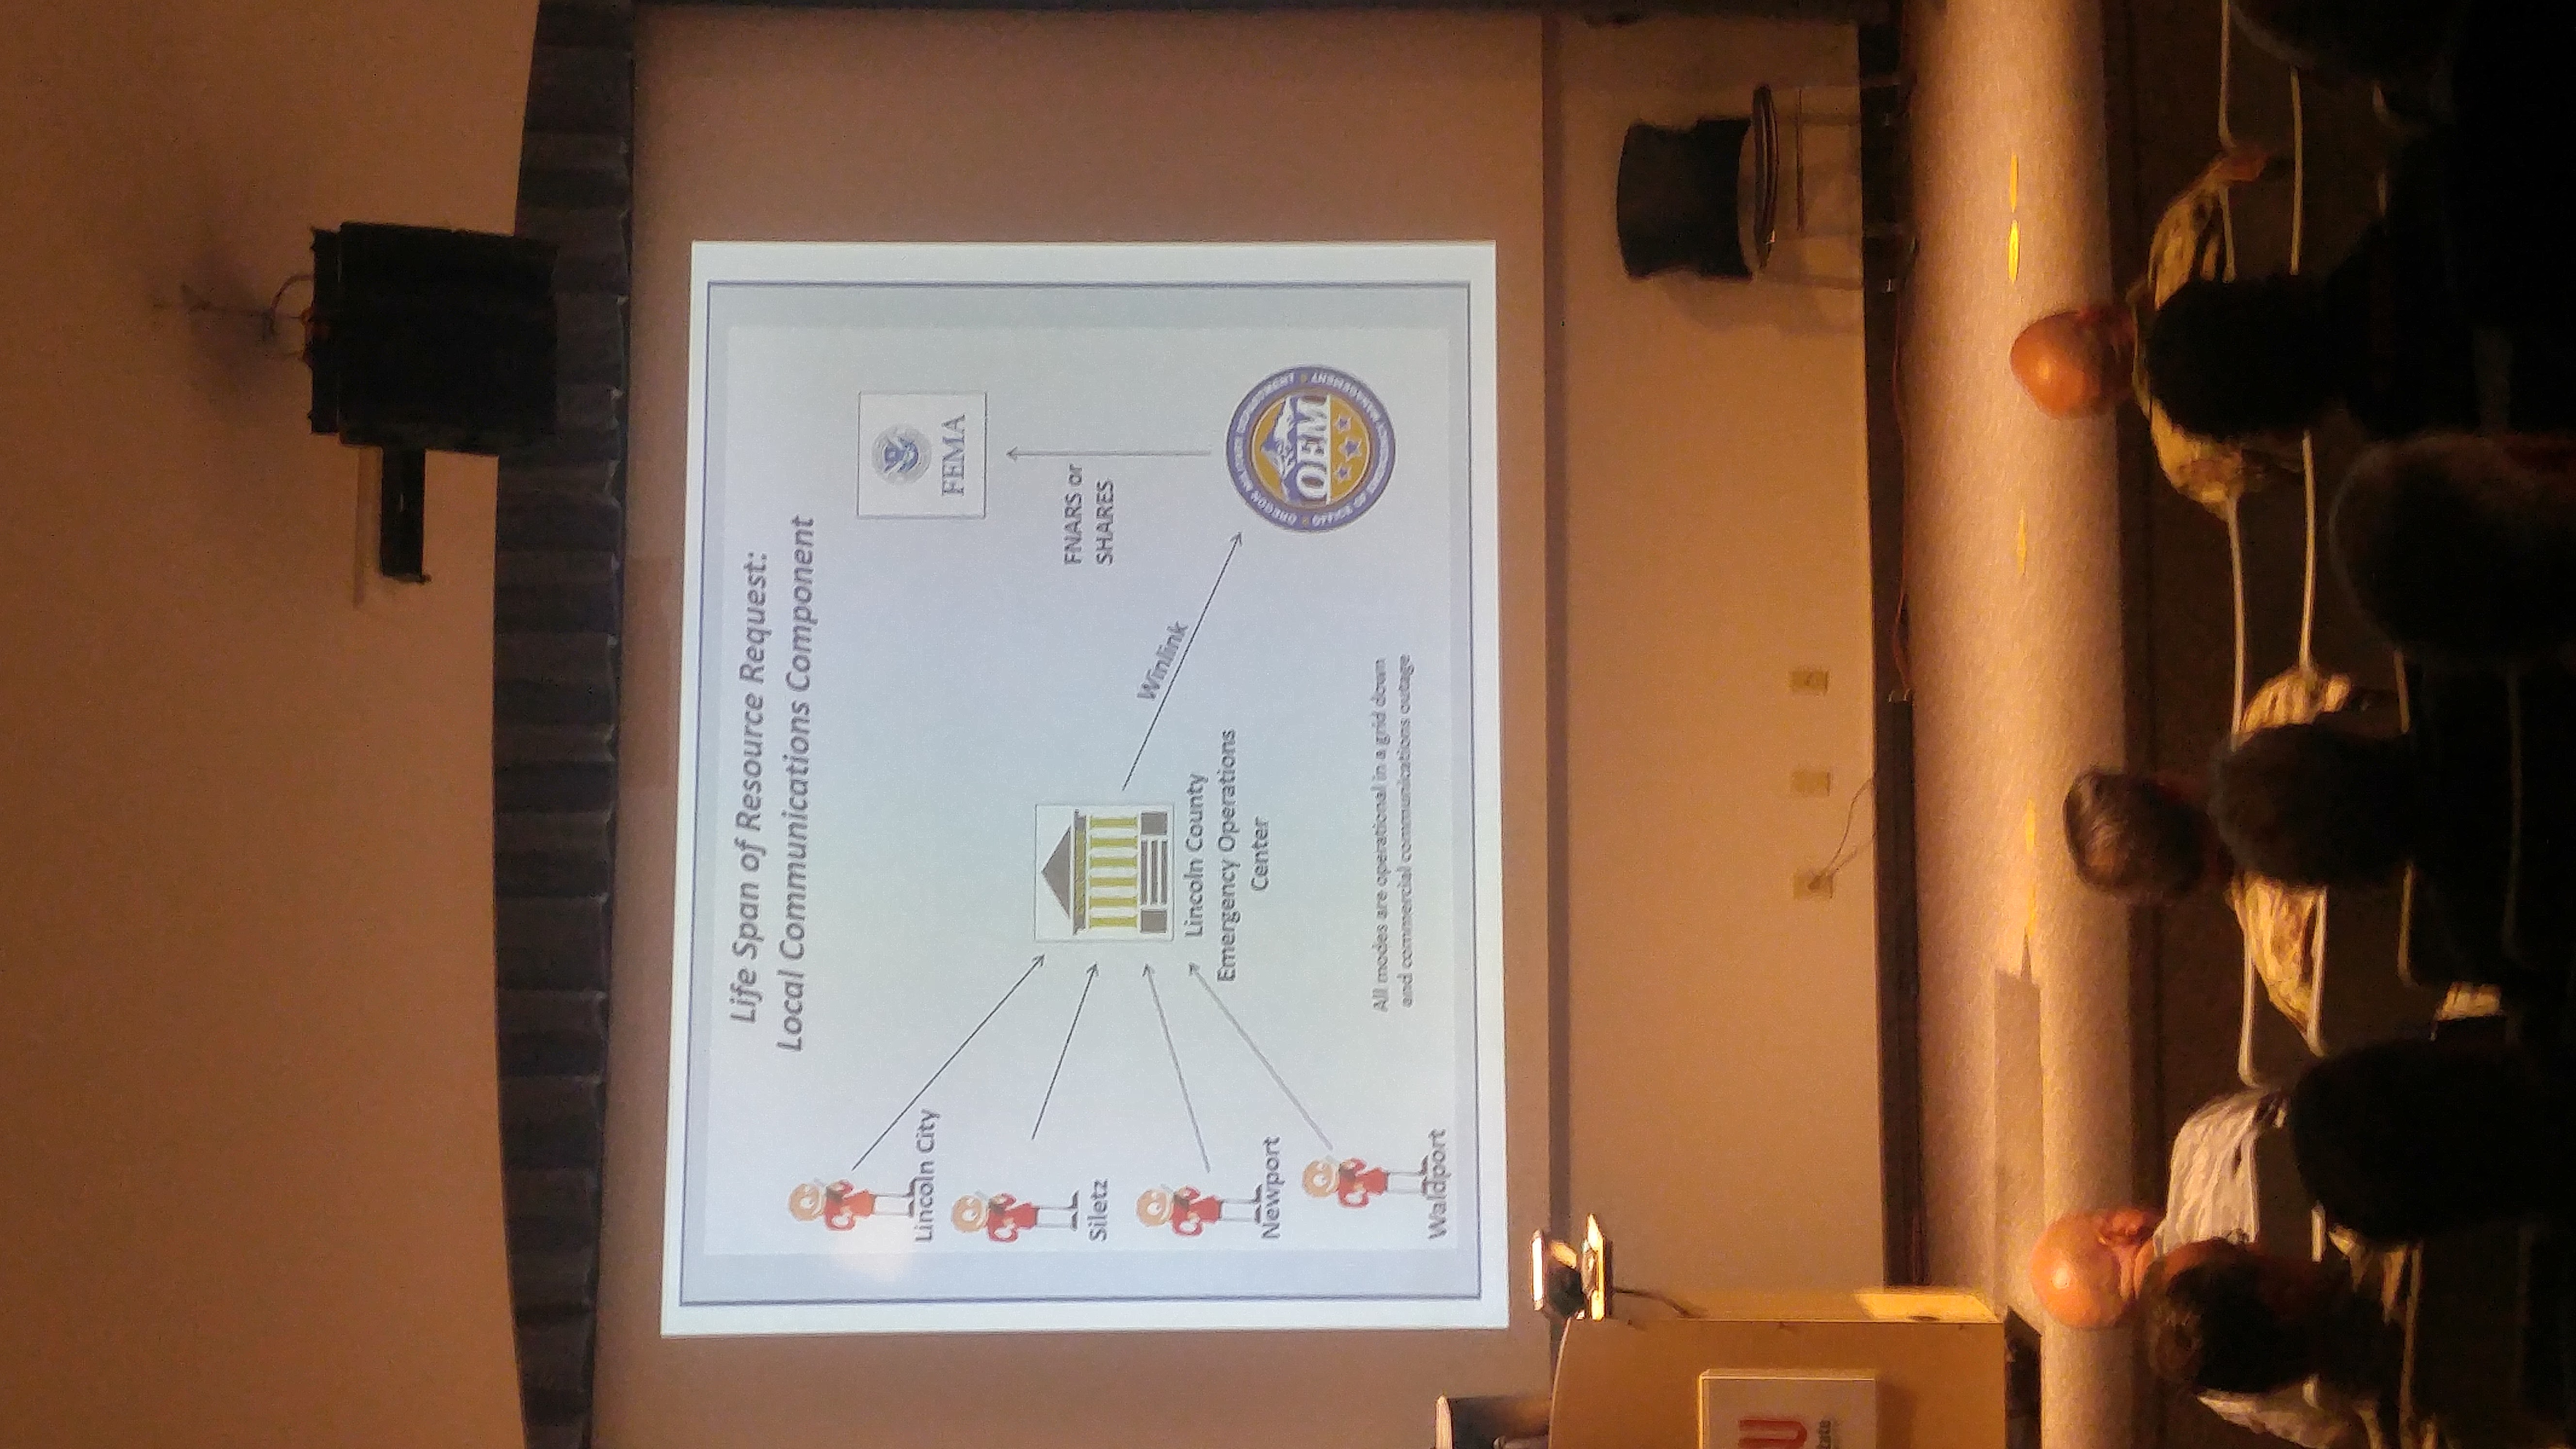 Life Span of Resource Request:
Local Communications Component
Lincoln City
Siletz
Newport
Waldport
Lincoln County
Emergency Operations
Center
Winlink
FNARS or
SHARES
FEMA
OREGON MILITARY DEPARTMENT
OEM
OFFICE OF EMERGENCY MANAGEMENT
All modes are operational in a grid down
and commercial communications outage
U